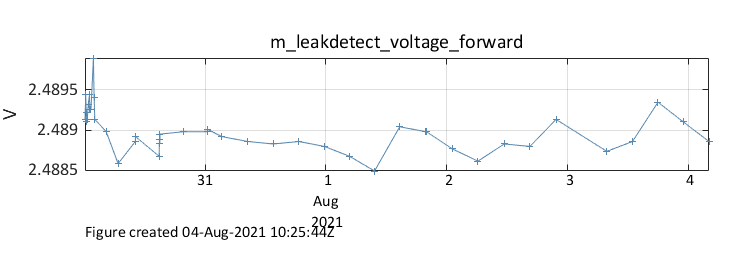 m_leakdetect_voltage_forward
2.4895
2.489
2.4885
V
31 1 2 3 4
Aug
2021
Figure created 04-Aug-2021 10:25:44Z